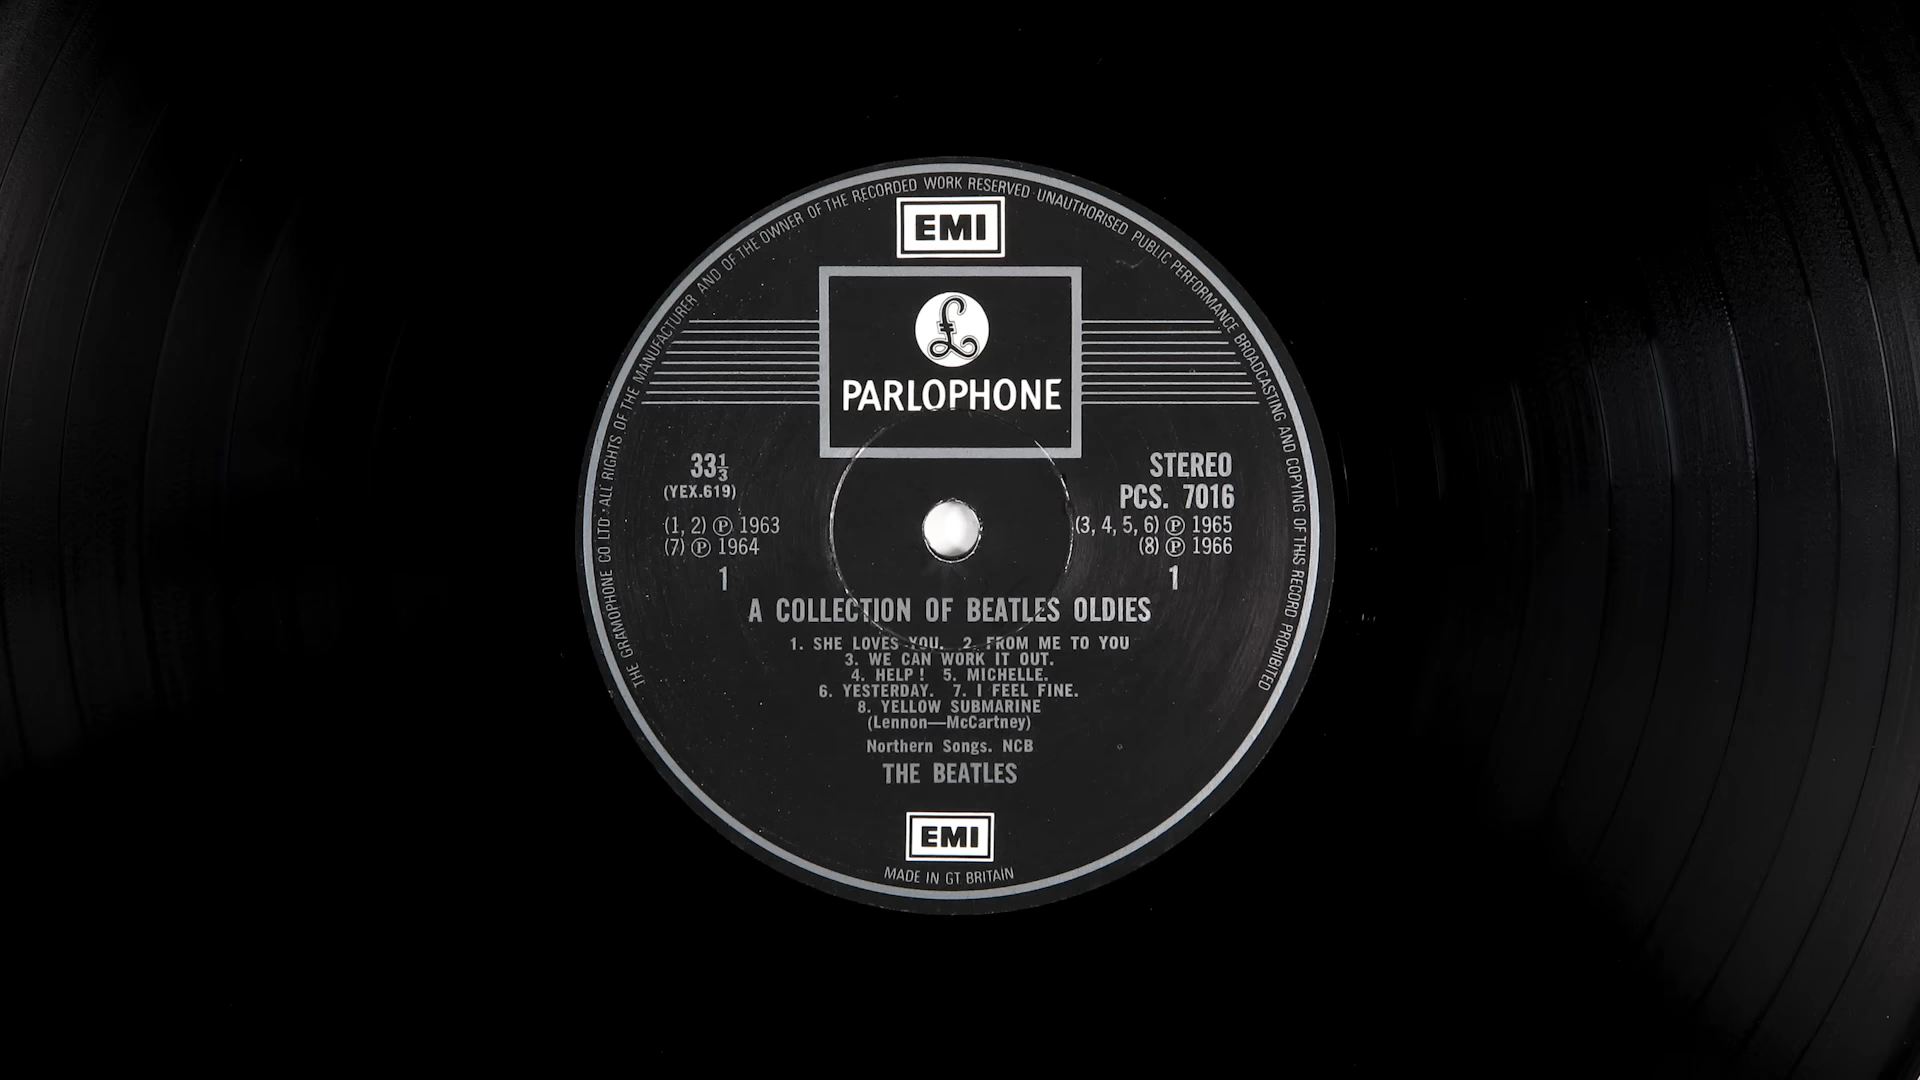 THE GRAMOPHONE CO LTD · ALL RIGHTS OF THE MANUFACTURER AND OF THE OWNER OF THE RECORDED WORK RESERVED · UNAUTHORISED PUBLIC PERFORMANCE BROADCASTING AND COPYING OF THIS RECORD PROHIBITED
EMI
£
PARLOPHONE
33⅓
(YEX.619)
(1, 2) ℗ 1963
(7) ℗ 1964
1
STEREO
PCS. 7016
(3, 4, 5, 6) ℗ 1965
(8) ℗ 1966
1
A COLLECTION OF BEATLES OLDIES
1. SHE LOVES YOU. 2. FROM ME TO YOU
3. WE CAN WORK IT OUT.
4. HELP! 5. MICHELLE.
6. YESTERDAY. 7. I FEEL FINE.
8. YELLOW SUBMARINE
(Lennon—McCartney)
Northern Songs. NCB
THE BEATLES
EMI
MADE IN GT BRITAIN